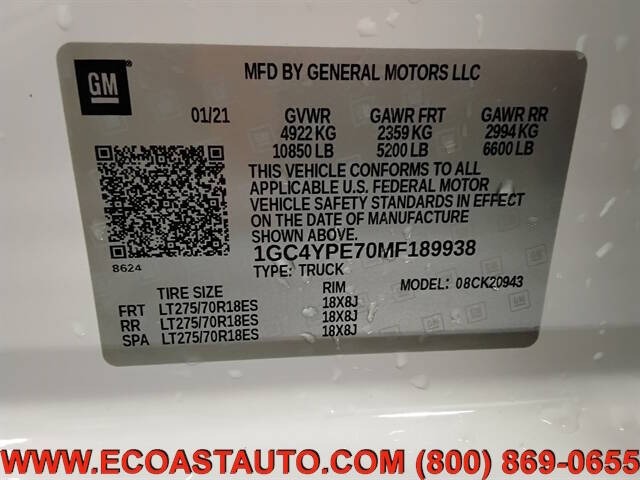 GM
MFD BY GENERAL MOTORS LLC
01/21 GVWR GAWR FRT GAWR RR
4922 KG 2359 KG 2994 KG
10850 LB 5200 LB 6600 LB
THIS VEHICLE CONFORMS TO ALL
APPLICABLE U.S. FEDERAL MOTOR
VEHICLE SAFETY STANDARDS IN EFFECT
ON THE DATE OF MANUFACTURE
SHOWN ABOVE.
8624
1GC4YPE70MF189938
TYPE: TRUCK
MODEL: 08CK20943
TIRE SIZE RIM
FRT LT275/70R18ES 18X8J
RR LT275/70R18ES 18X8J
SPA LT275/70R18ES 18X8J
WWW.ECOASTAUTO.COM (800) 869-0655